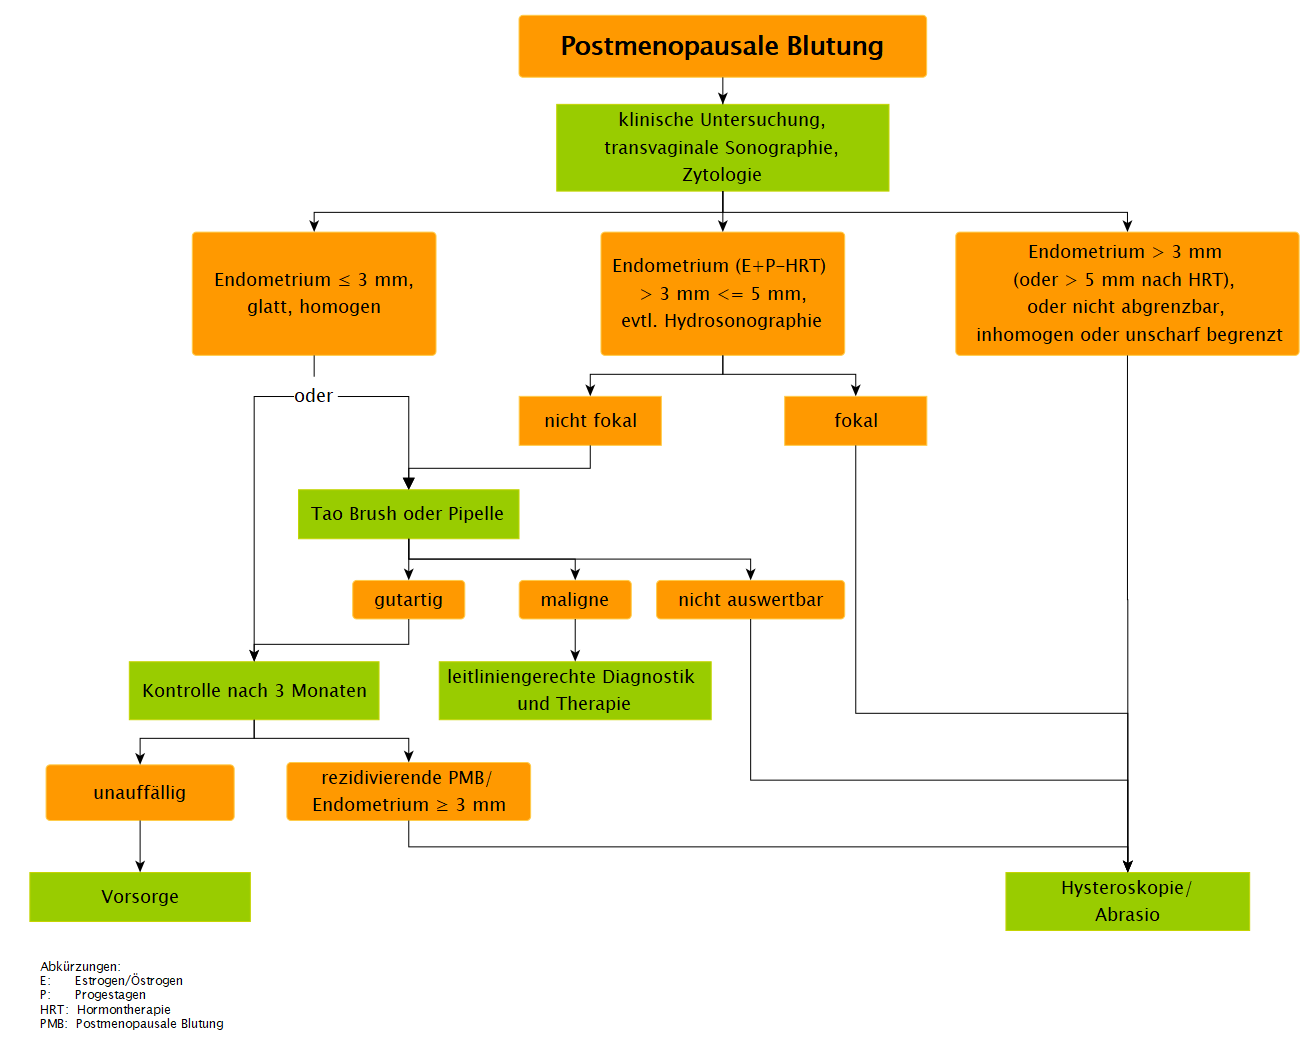 Postmenopausale Blutung
klinische Untersuchung,
transvaginale Sonographie,
Zytologie
Endometrium ≤ 3 mm,
glatt, homogen
Endometrium (E+P-HRT)
> 3 mm <= 5 mm,
evtl. Hydrosonographie
Endometrium > 3 mm
(oder > 5 mm nach HRT),
oder nicht abgrenzbar,
inhomogen oder unscharf begrenzt
oder
nicht fokal
fokal
Tao Brush oder Pipelle
gutartig
maligne
nicht auswertbar
Kontrolle nach 3 Monaten
leitliniengerechte Diagnostik
und Therapie
unauffällig
rezidivierende PMB/
Endometrium ≥ 3 mm
Vorsorge
Hysteroskopie/
Abrasio
Abkürzungen:
E: Estrogen/Östrogen
P: Progestagen
HRT: Hormontherapie
PMB: Postmenopausale Blutung